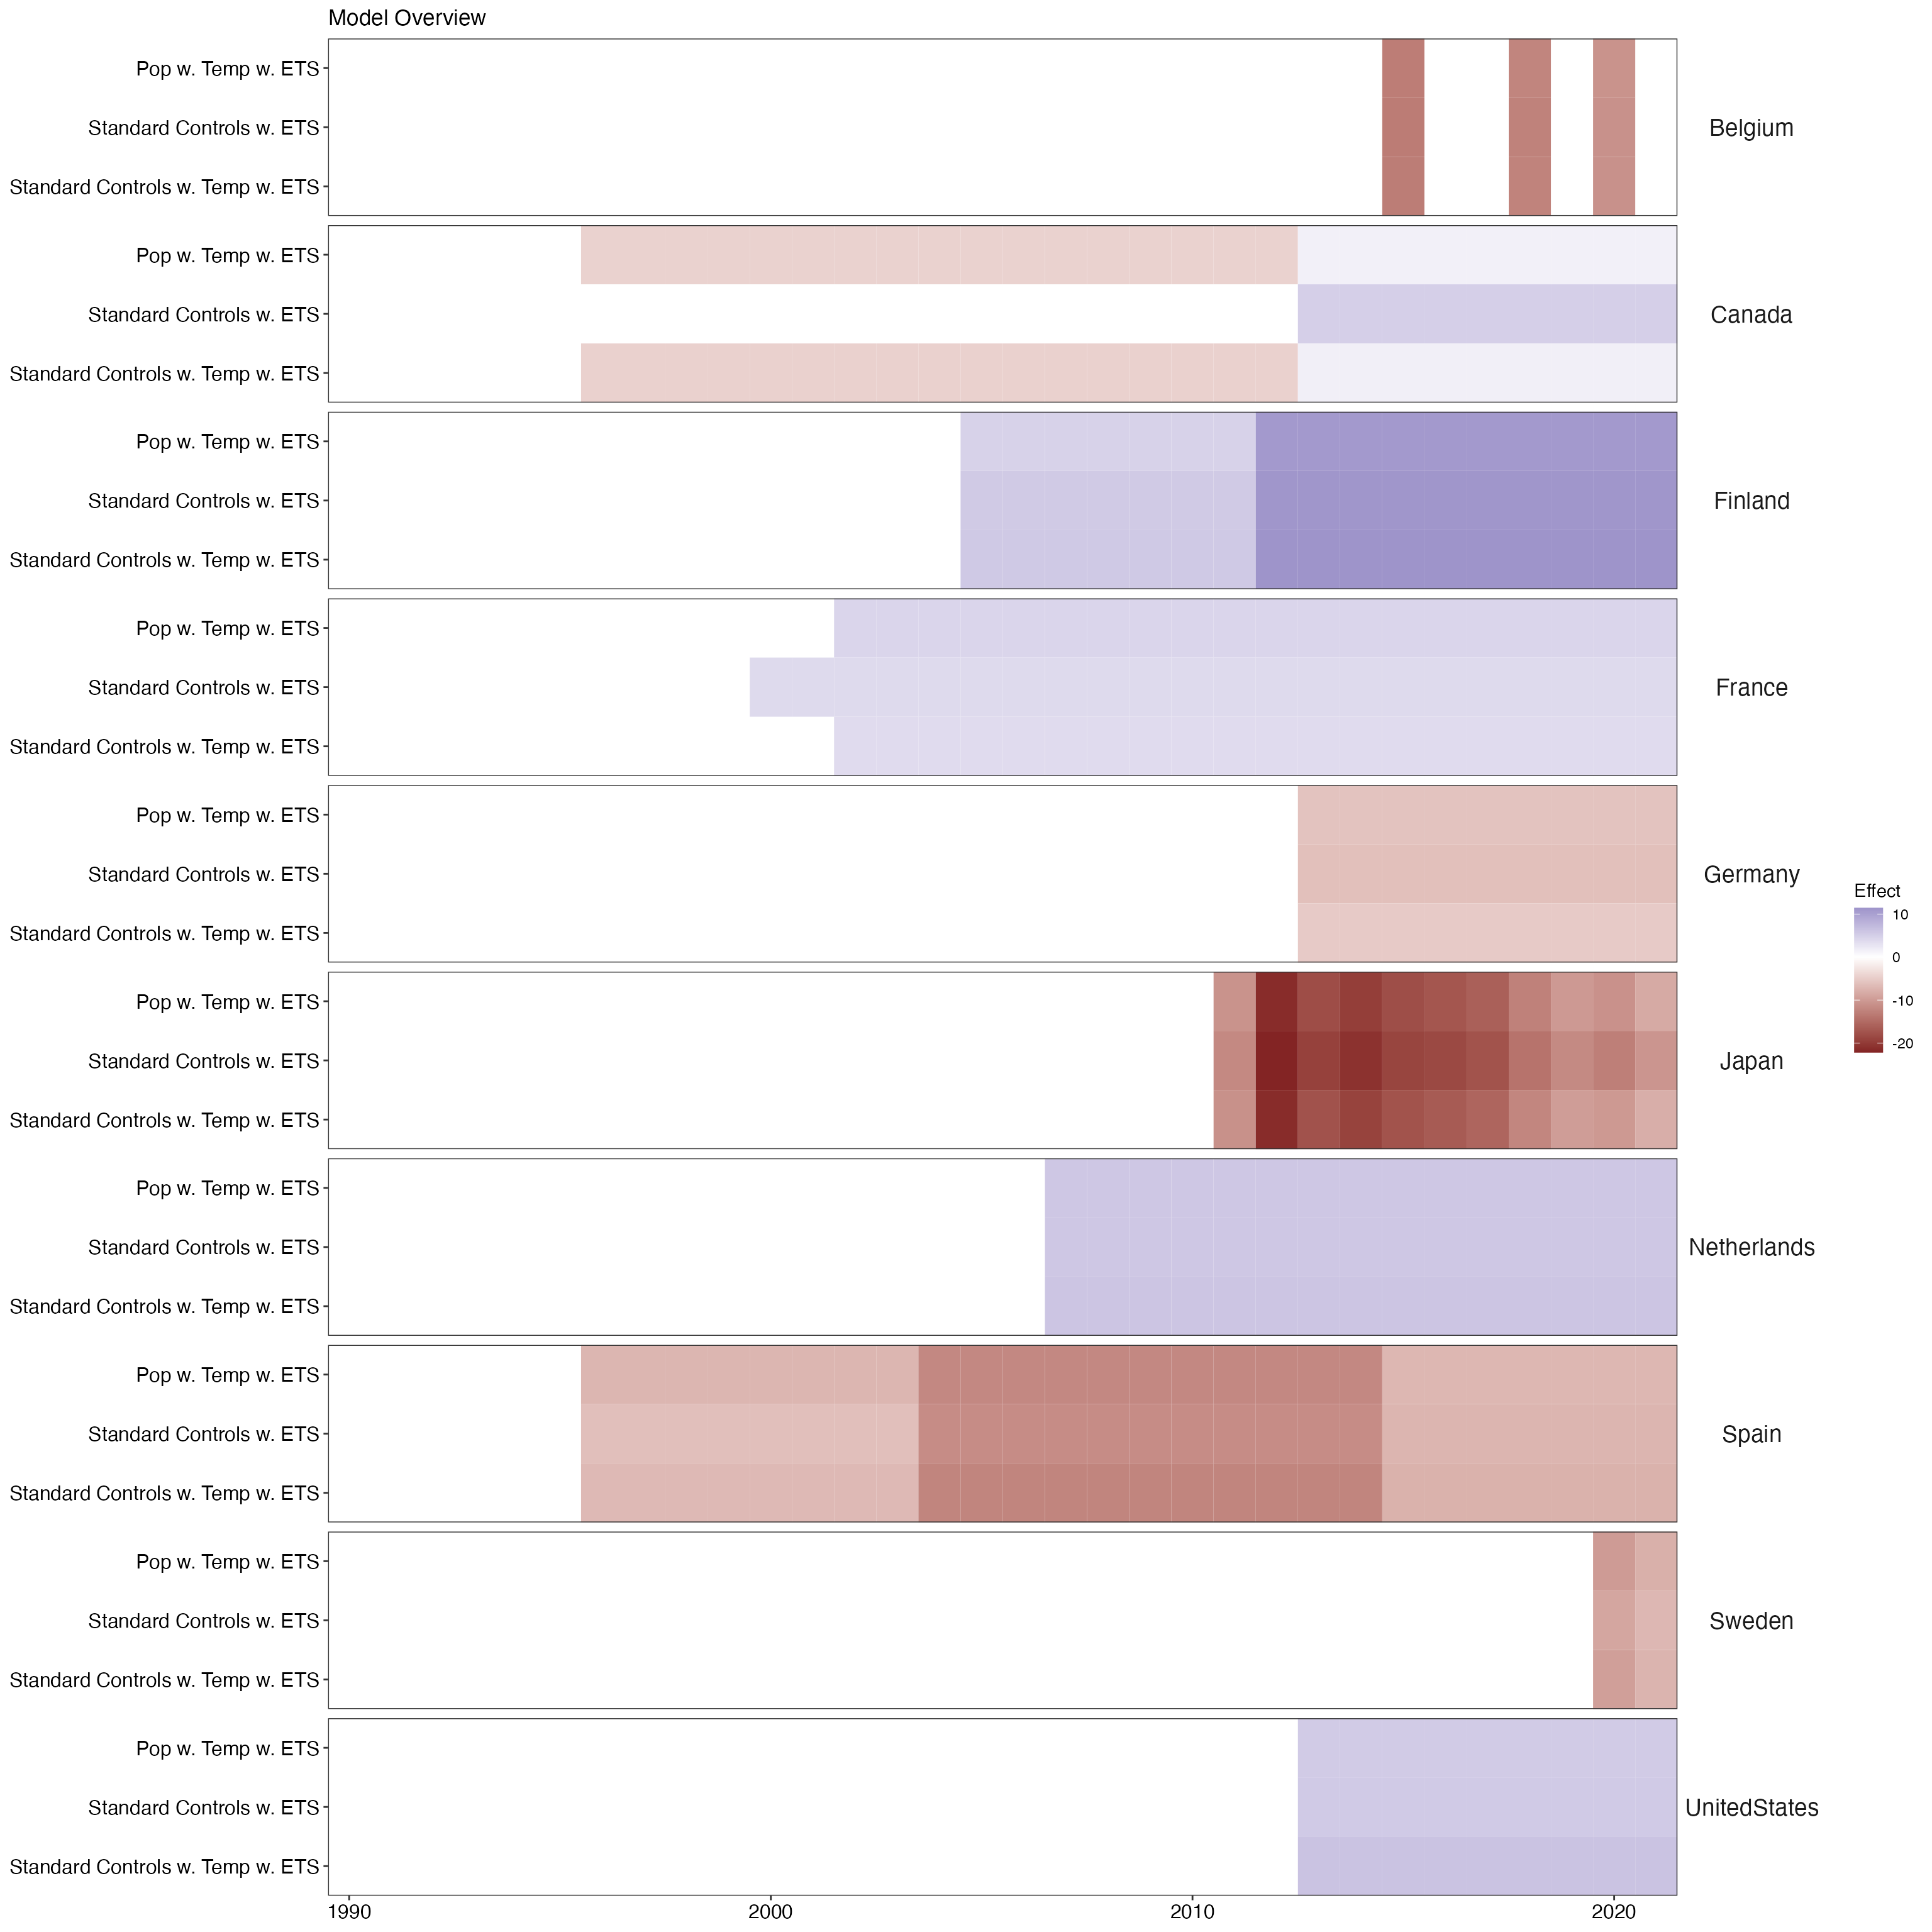 Model Overview
Pop w. Temp w. ETS
Standard Controls w. ETS
Standard Controls w. Temp w. ETS
Belgium
Pop w. Temp w. ETS
Standard Controls w. ETS
Standard Controls w. Temp w. ETS
Canada
Pop w. Temp w. ETS
Standard Controls w. ETS
Standard Controls w. Temp w. ETS
Finland
Pop w. Temp w. ETS
Standard Controls w. ETS
Standard Controls w. Temp w. ETS
France
Pop w. Temp w. ETS
Standard Controls w. ETS
Standard Controls w. Temp w. ETS
Germany
Pop w. Temp w. ETS
Standard Controls w. ETS
Standard Controls w. Temp w. ETS
Japan
Pop w. Temp w. ETS
Standard Controls w. ETS
Standard Controls w. Temp w. ETS
Netherlands
Pop w. Temp w. ETS
Standard Controls w. ETS
Standard Controls w. Temp w. ETS
Spain
Pop w. Temp w. ETS
Standard Controls w. ETS
Standard Controls w. Temp w. ETS
Sweden
Pop w. Temp w. ETS
Standard Controls w. ETS
Standard Controls w. Temp w. ETS
UnitedStates
1990 2000 2010 2020
Effect
10
0
-10
-20